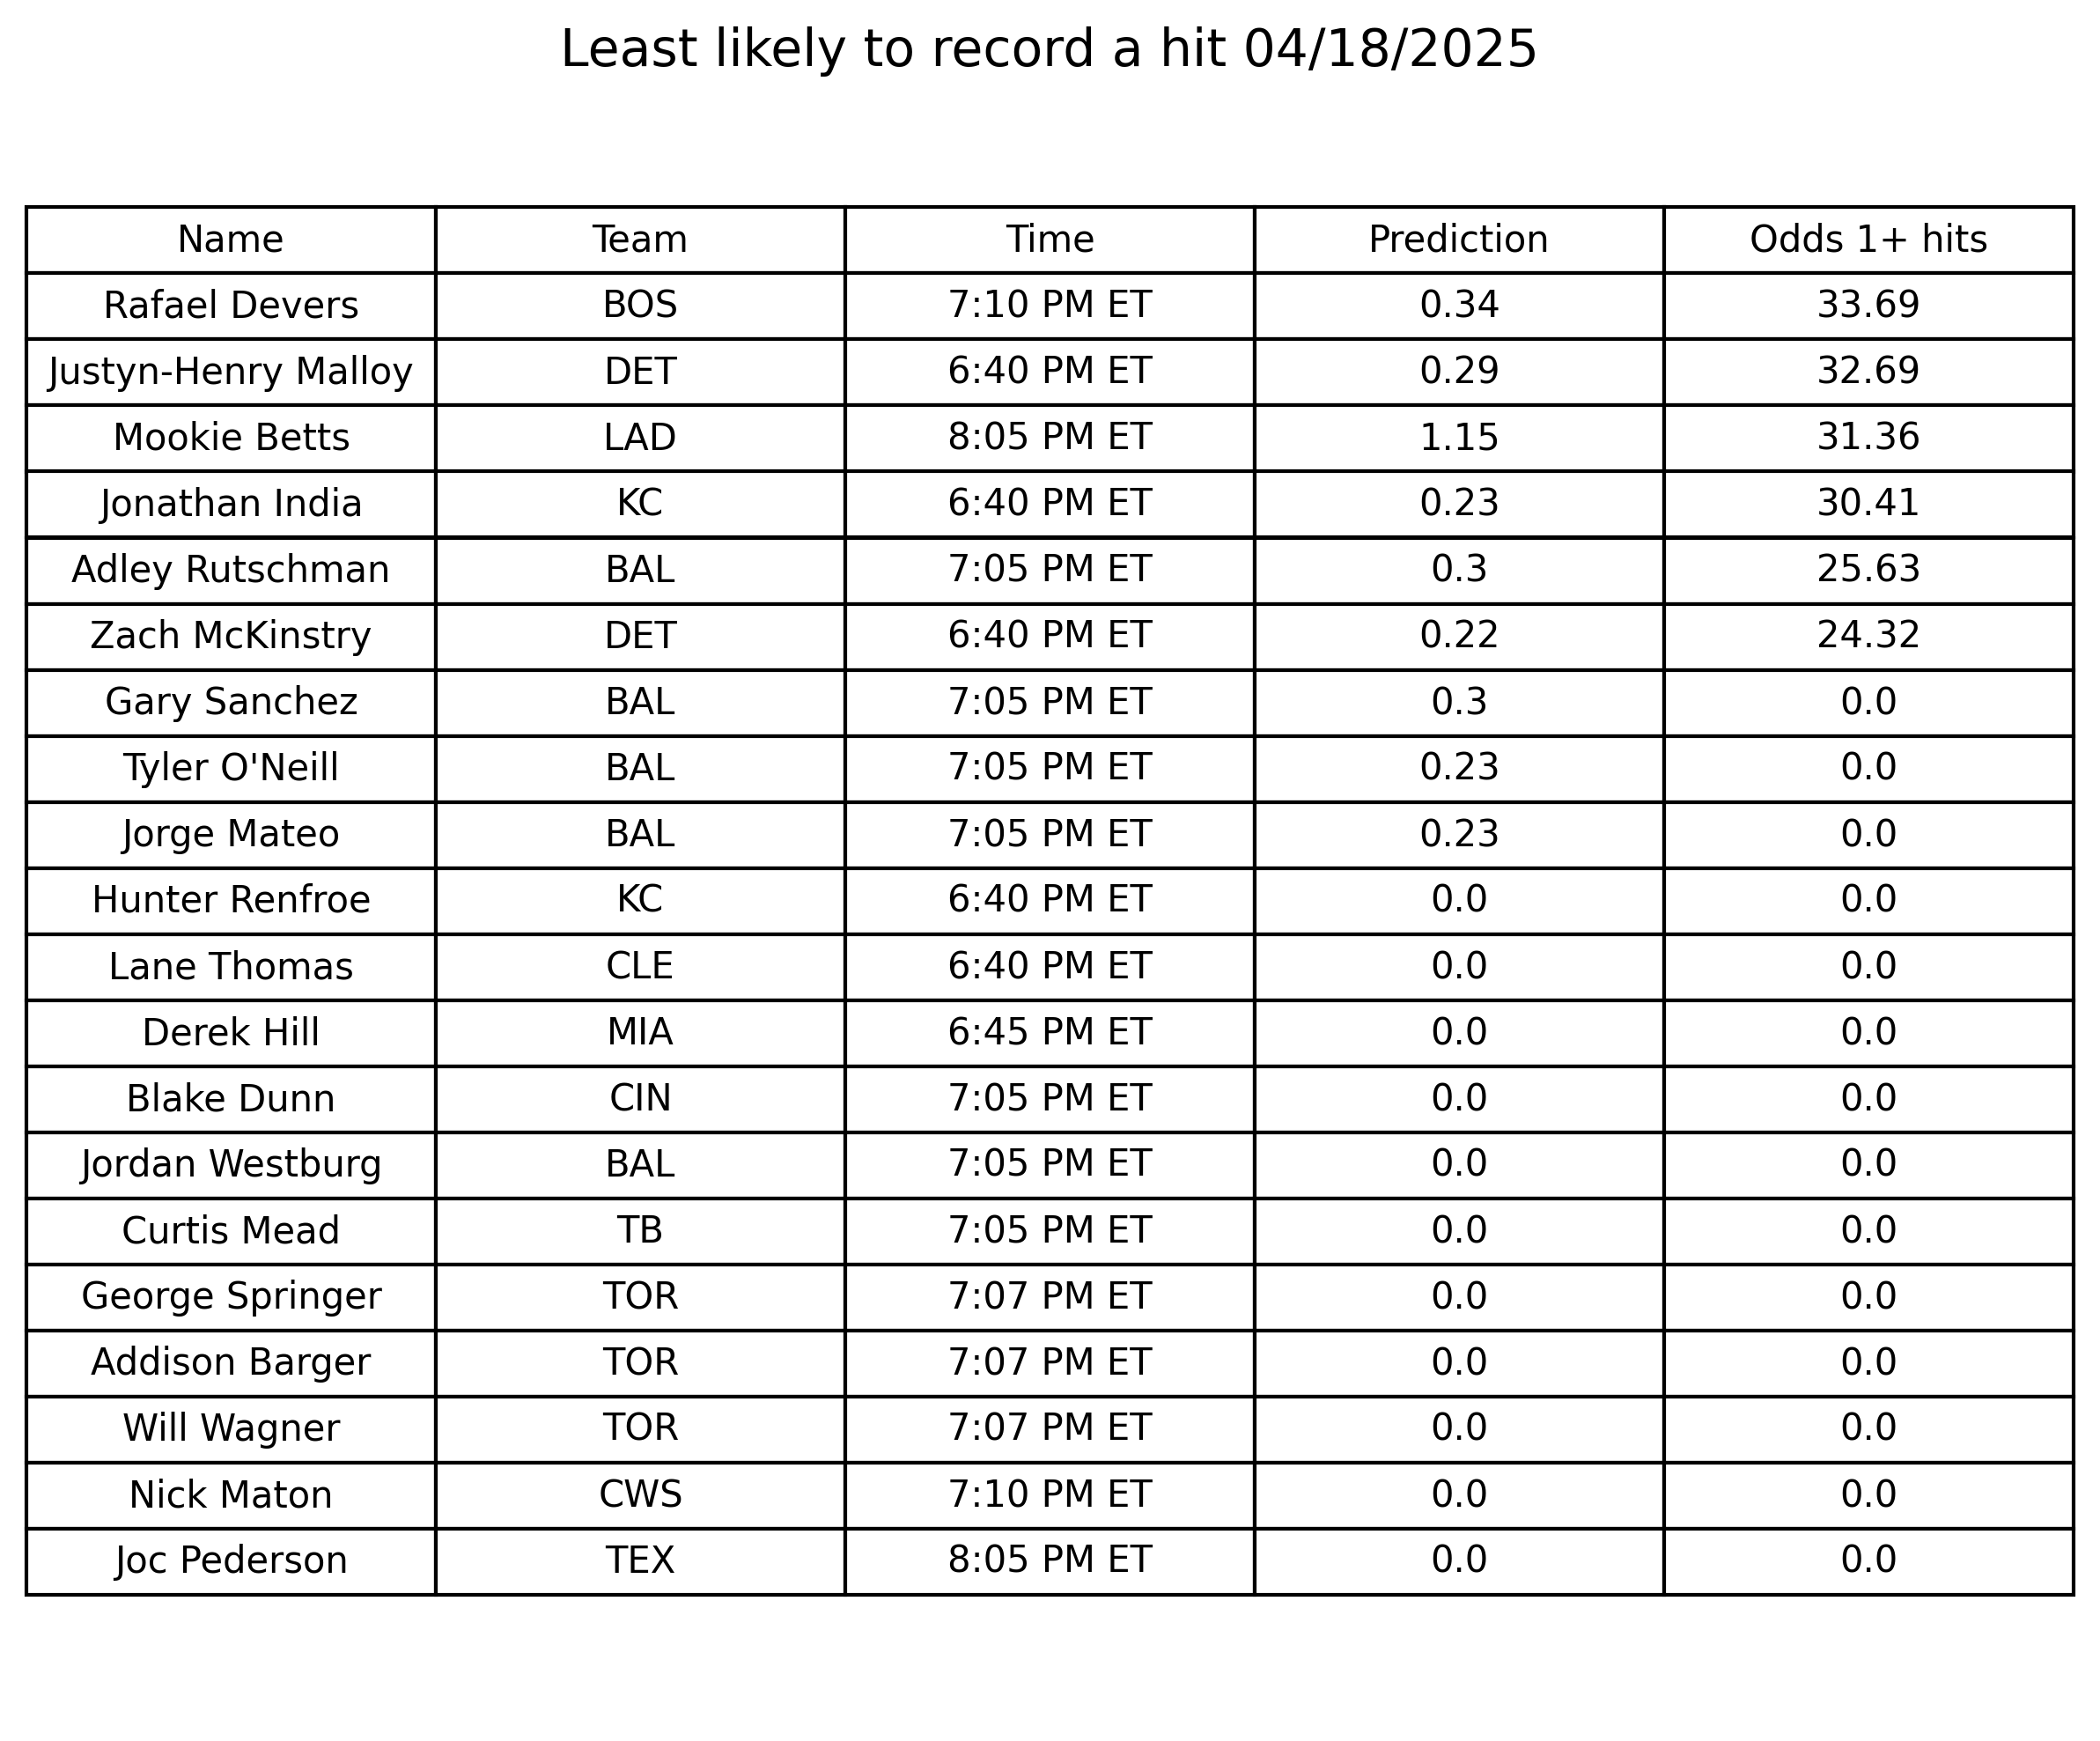 Least likely to record a hit 04/18/2025
Name Team Time Prediction Odds 1+ hits
Rafael Devers BOS 7:10 PM ET 0.34 33.69
Justyn-Henry Malloy DET 6:40 PM ET 0.29 32.69
Mookie Betts LAD 8:05 PM ET 1.15 31.36
Jonathan India KC 6:40 PM ET 0.23 30.41
Adley Rutschman BAL 7:05 PM ET 0.3 25.63
Zach McKinstry DET 6:40 PM ET 0.22 24.32
Gary Sanchez BAL 7:05 PM ET 0.3 0.0
Tyler O'Neill BAL 7:05 PM ET 0.23 0.0
Jorge Mateo BAL 7:05 PM ET 0.23 0.0
Hunter Renfroe KC 6:40 PM ET 0.0 0.0
Lane Thomas CLE 6:40 PM ET 0.0 0.0
Derek Hill MIA 6:45 PM ET 0.0 0.0
Blake Dunn CIN 7:05 PM ET 0.0 0.0
Jordan Westburg BAL 7:05 PM ET 0.0 0.0
Curtis Mead TB 7:05 PM ET 0.0 0.0
George Springer TOR 7:07 PM ET 0.0 0.0
Addison Barger TOR 7:07 PM ET 0.0 0.0
Will Wagner TOR 7:07 PM ET 0.0 0.0
Nick Maton CWS 7:10 PM ET 0.0 0.0
Joc Pederson TEX 8:05 PM ET 0.0 0.0